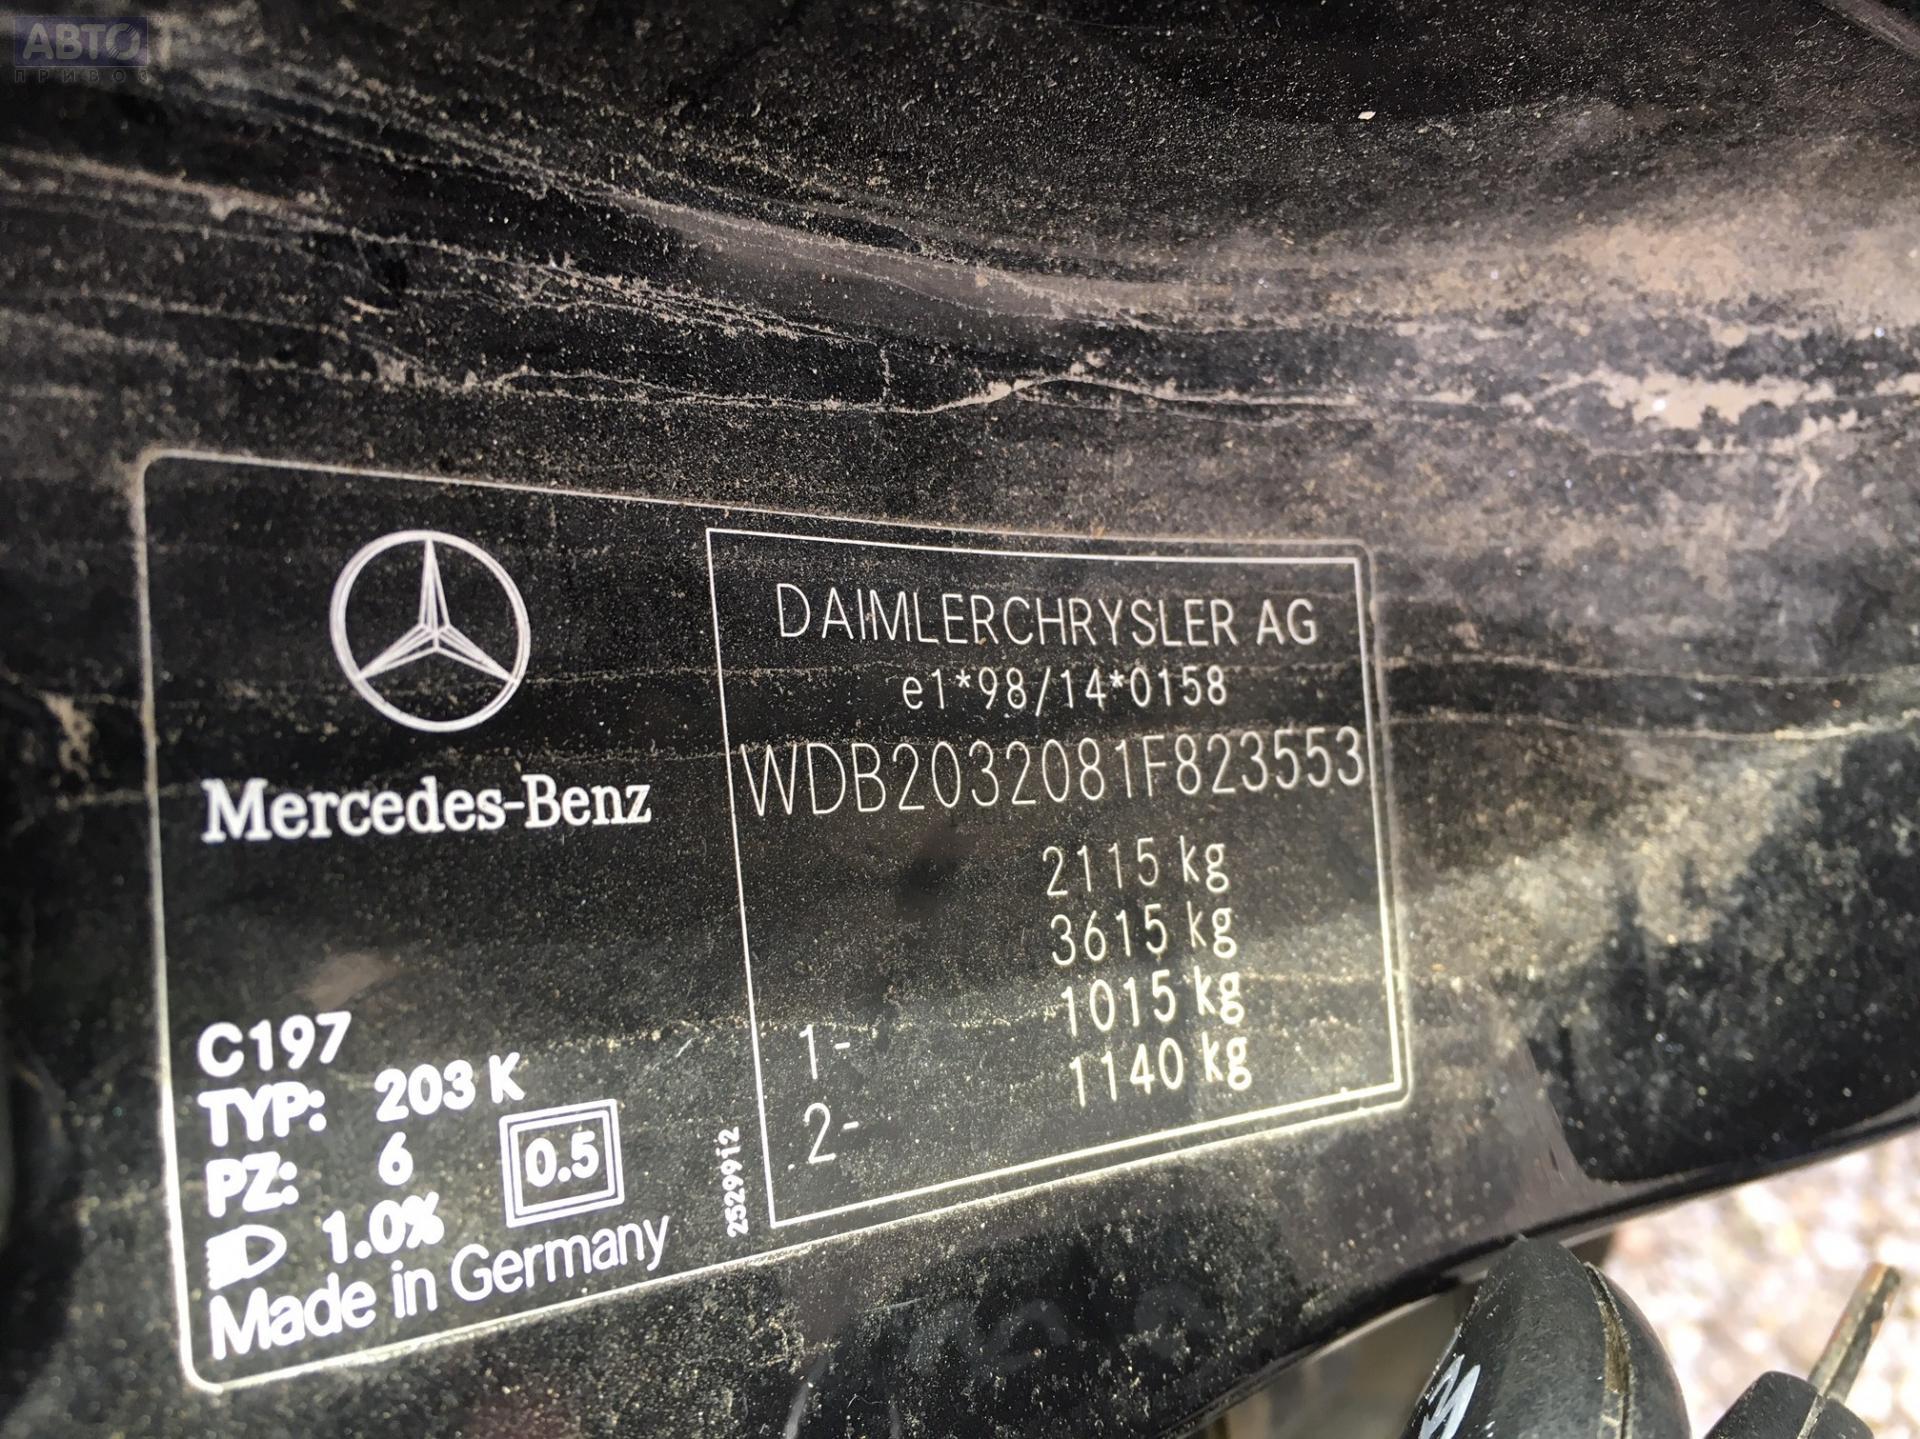 АВТО
ПРИВОЗ
Mercedes-Benz
C197
TYP: 203 K
PZ: 6
1.0% 0.5
Made in Germany
2529912
DAIMLERCHRYSLER AG
e1*98/14*0158
WDB2032081F823553
2115 kg
3615 kg
1- 1015 kg
2- 1140 kg